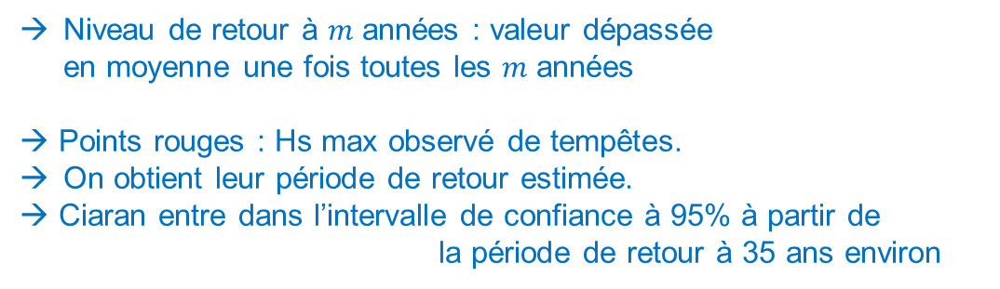 → Niveau de retour à m années : valeur dépassée
en moyenne une fois toutes les m années
→ Points rouges : Hs max observé de tempêtes.
→ On obtient leur période de retour estimée.
→ Ciaran entre dans l’intervalle de confiance à 95% à partir de
la période de retour à 35 ans environ